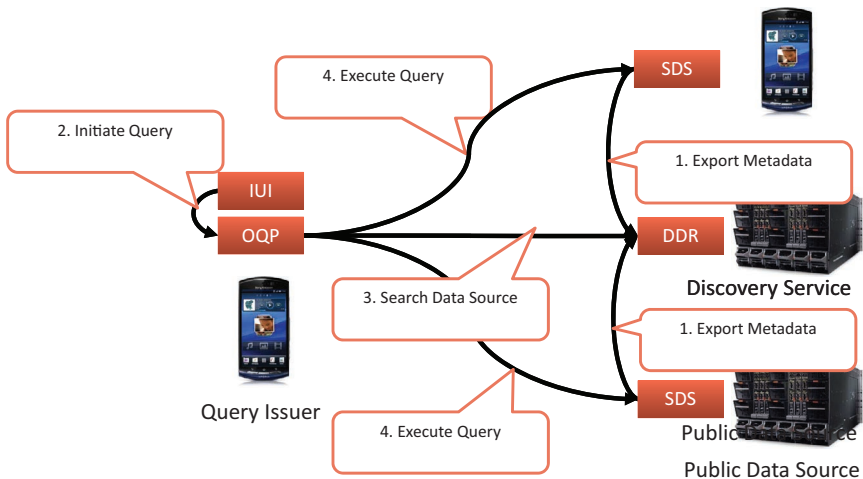 4. Execute Query
SDS
2. Initiate Query
1. Export Metadata
IUI
OQP
DDR
Discovery Service
3. Search Data Source
1. Export Metadata
SDS
Query Issuer
4. Execute Query
Public
Public Data Source